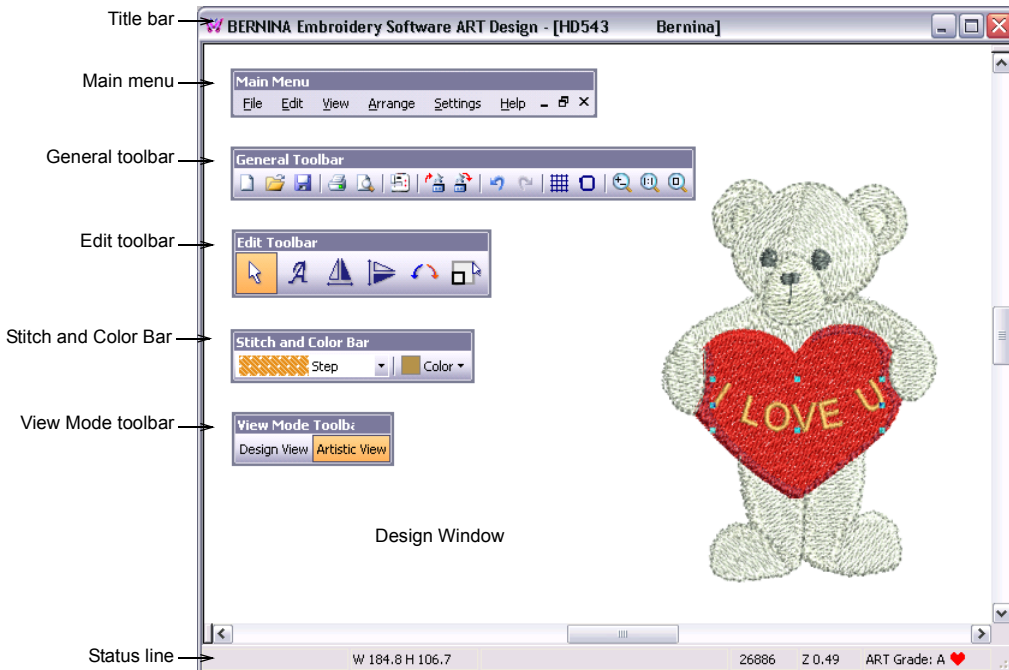 Title bar
BERNINA Embroidery Software ART Design - [HD543 Bernina]
Main menu
Main Menu
File Edit View Arrange Settings Help
General toolbar
General Toolbar
Edit toolbar
Edit Toolbar
Stitch and Color Bar
Stitch and Color Bar
Step Color
View Mode toolbar
View Mode Toolba
Design View Artistic View
I LOVE U
Design Window
Status line
W 184.8 H 106.7 26886 Z 0.49 ART Grade: A